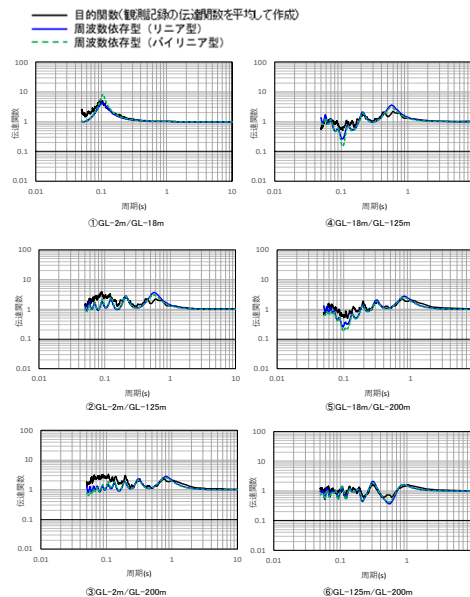 目的関数(観測記録の伝達関数を平均して作成)
周波数依存型（リニア型）
周波数依存型（バイリニア型）
100
10
1
0.1
0.01
0.01
0.1
1
10
伝達関数
周期(s)
①GL-2m/GL-18m
100
10
1
0.1
0.01
0.01
0.1
1
伝達関数
周期(s)
④GL-18m/GL-125m
100
10
1
0.1
0.01
0.01
0.1
1
10
伝達関数
周期(s)
②GL-2m/GL-125m
100
10
1
0.1
0.01
0.01
0.1
1
伝達関数
周期(s)
⑤GL-18m/GL-200m
100
10
1
0.1
0.01
0.01
0.1
1
10
伝達関数
周期(s)
③GL-2m/GL-200m
100
10
1
0.1
0.01
0.01
0.1
1
伝達関数
周期(s)
⑥GL-125m/GL-200m